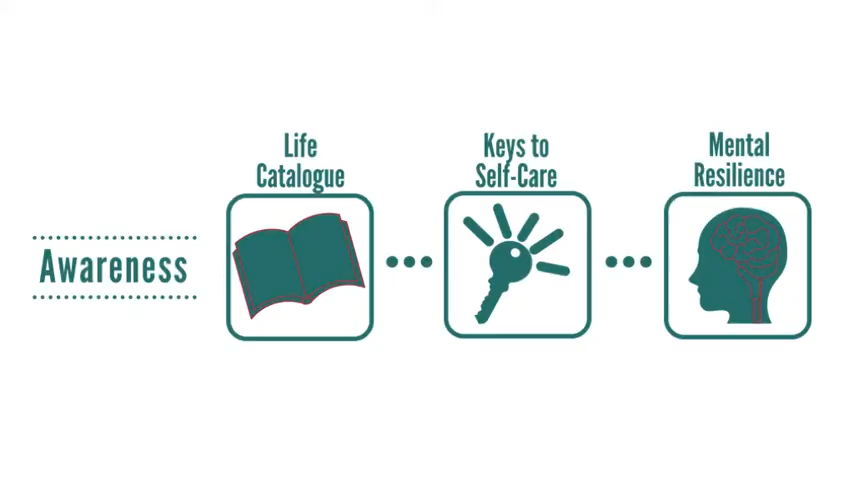 Awareness
Life
Catalogue
Keys to
Self-Care
Mental
Resilience